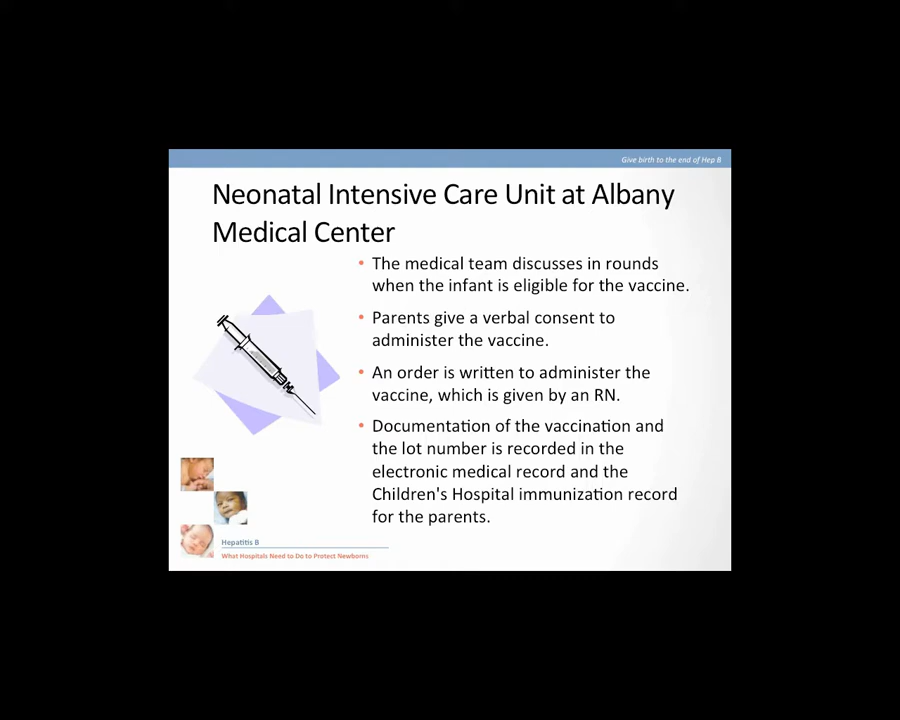 Give birth to the end of Hep B
Neonatal Intensive Care Unit at Albany
Medical Center
• The medical team discusses in rounds
when the infant is eligible for the vaccine.
• Parents give a verbal consent to
administer the vaccine.
• An order is written to administer the
vaccine, which is given by an RN.
• Documentation of the vaccination and
the lot number is recorded in the
electronic medical record and the
Children's Hospital immunization record
for the parents.
Hepatitis B
What Hospitals Need to Do to Protect Newborns